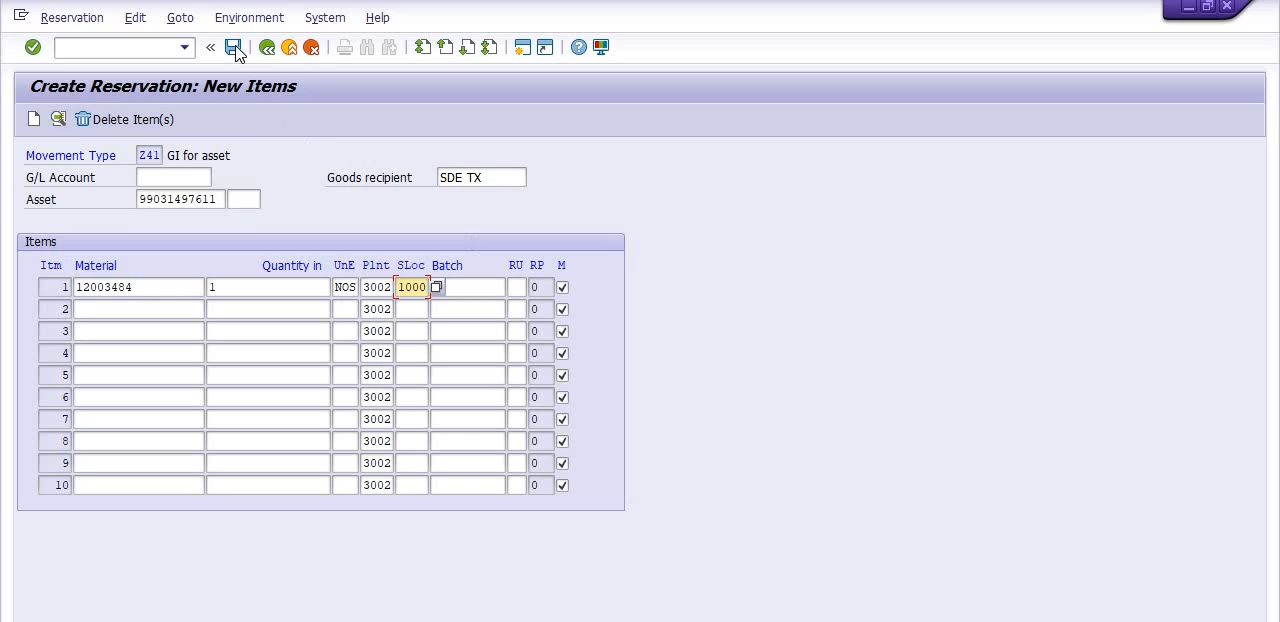 Reservation Edit Goto Environment System Help
Create Reservation: New Items
Delete Item(s)
Movement Type Z41 GI for asset
G/L Account Goods recipient SDE TX
Asset 99031497611
Items
Itm Material Quantity in UnE Plnt SLoc Batch RU RP M
1 12003484 1 NOS 3002 1000 0
2 3002 0
3 3002 0
4 3002 0
5 3002 0
6 3002 0
7 3002 0
8 3002 0
9 3002 0
10 3002 0